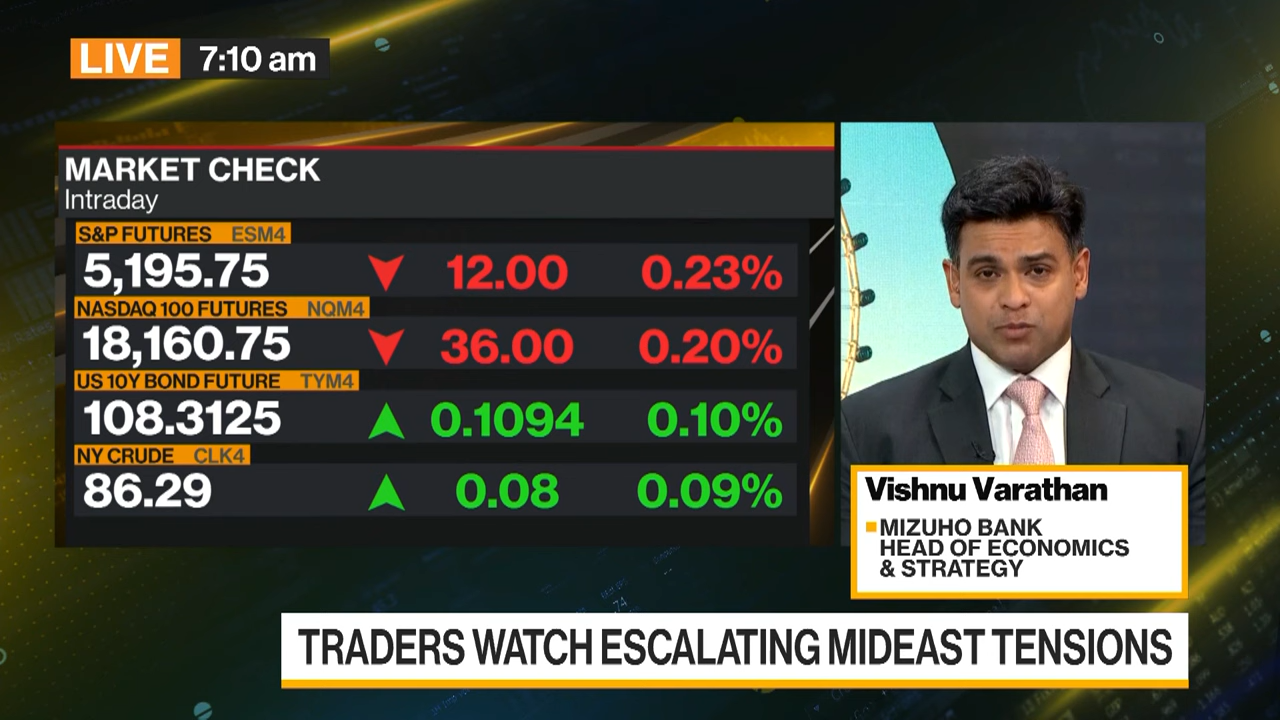 LIVE 7:10 am
MARKET CHECK
Intraday
S&P FUTURES ESM4
5,195.75 ▼ 12.00 0.23%
NASDAQ 100 FUTURES NQM4
18,160.75 ▼ 36.00 0.20%
US 10Y BOND FUTURE TYM4
108.3125 ▲ 0.1094 0.10%
NY CRUDE CLK4
86.29 ▲ 0.08 0.09%
Vishnu Varathan
MIZUHO BANK
HEAD OF ECONOMICS
& STRATEGY
TRADERS WATCH ESCALATING MIDEAST TENSIONS